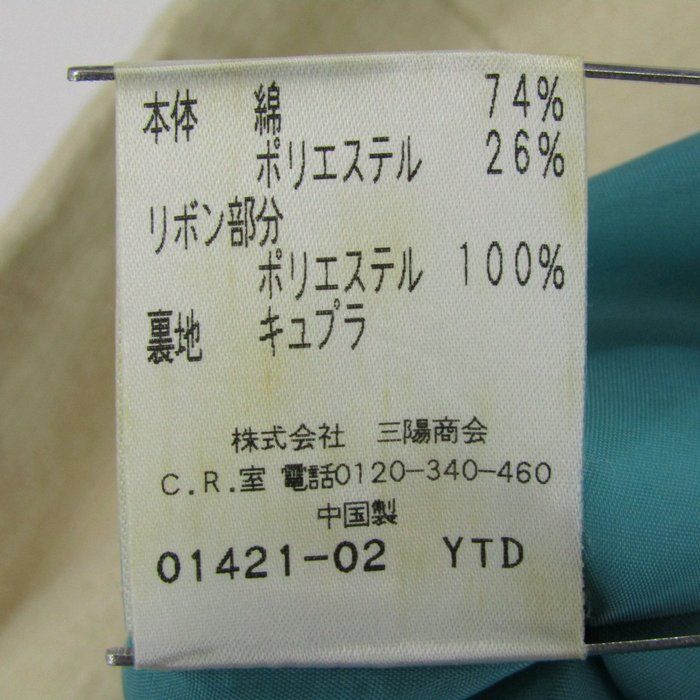 本体 綿 74%
ポリエステル 26%
リボン部分
ポリエステル 100%
裏地 キュプラ
株式会社 三陽商会
C.R.室 電話0120-340-460
中国製
01421-02 YTD